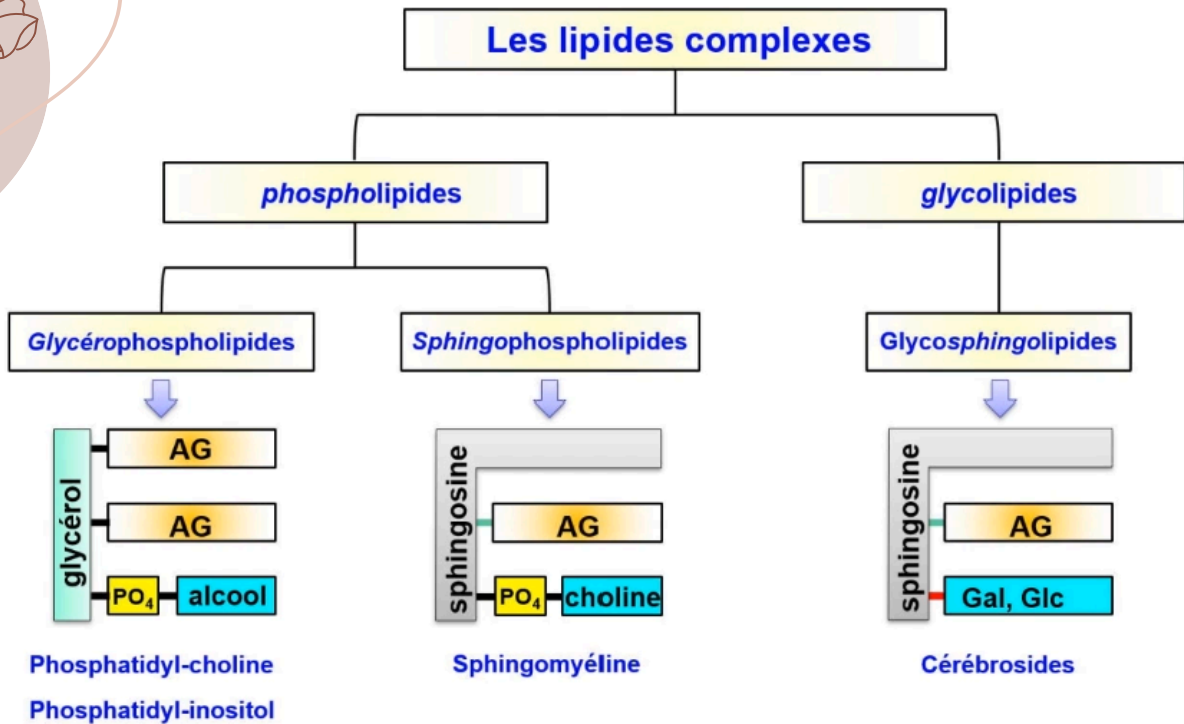 Les lipides complexes
phospholipides
glycolipides
Glycérophospholipides
Sphingophospholipides
Glycosphingolipides
glycérol
AG
AG
PO₄
alcool
Phosphatidyl-choline
Phosphatidyl-inositol
sphingosine
AG
PO₄
choline
Sphingomyéline
sphingosine
AG
Gal, Glc
Cérébrosides